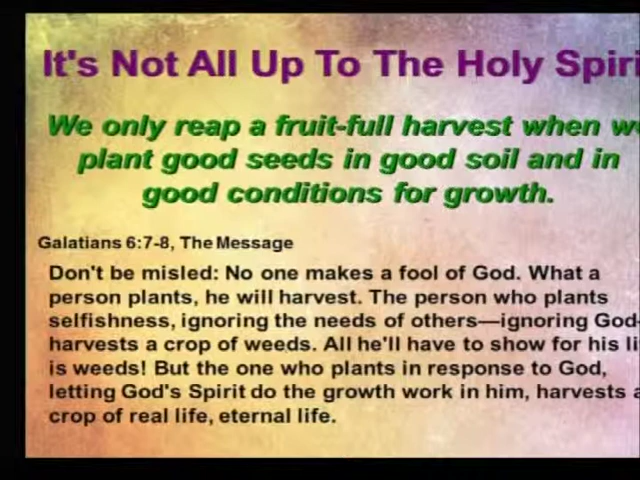 It's Not All Up To The Holy Spiri
We only reap a fruit-full harvest when w
plant good seeds in good soil and in
good conditions for growth.
Galatians 6:7-8, The Message
Don't be misled: No one makes a fool of God. What a
person plants, he will harvest. The person who plants
selfishness, ignoring the needs of others—ignoring God-
harvests a crop of weeds. All he'll have to show for his li
is weeds! But the one who plants in response to God,
letting God's Spirit do the growth work in him, harvests a
crop of real life, eternal life.